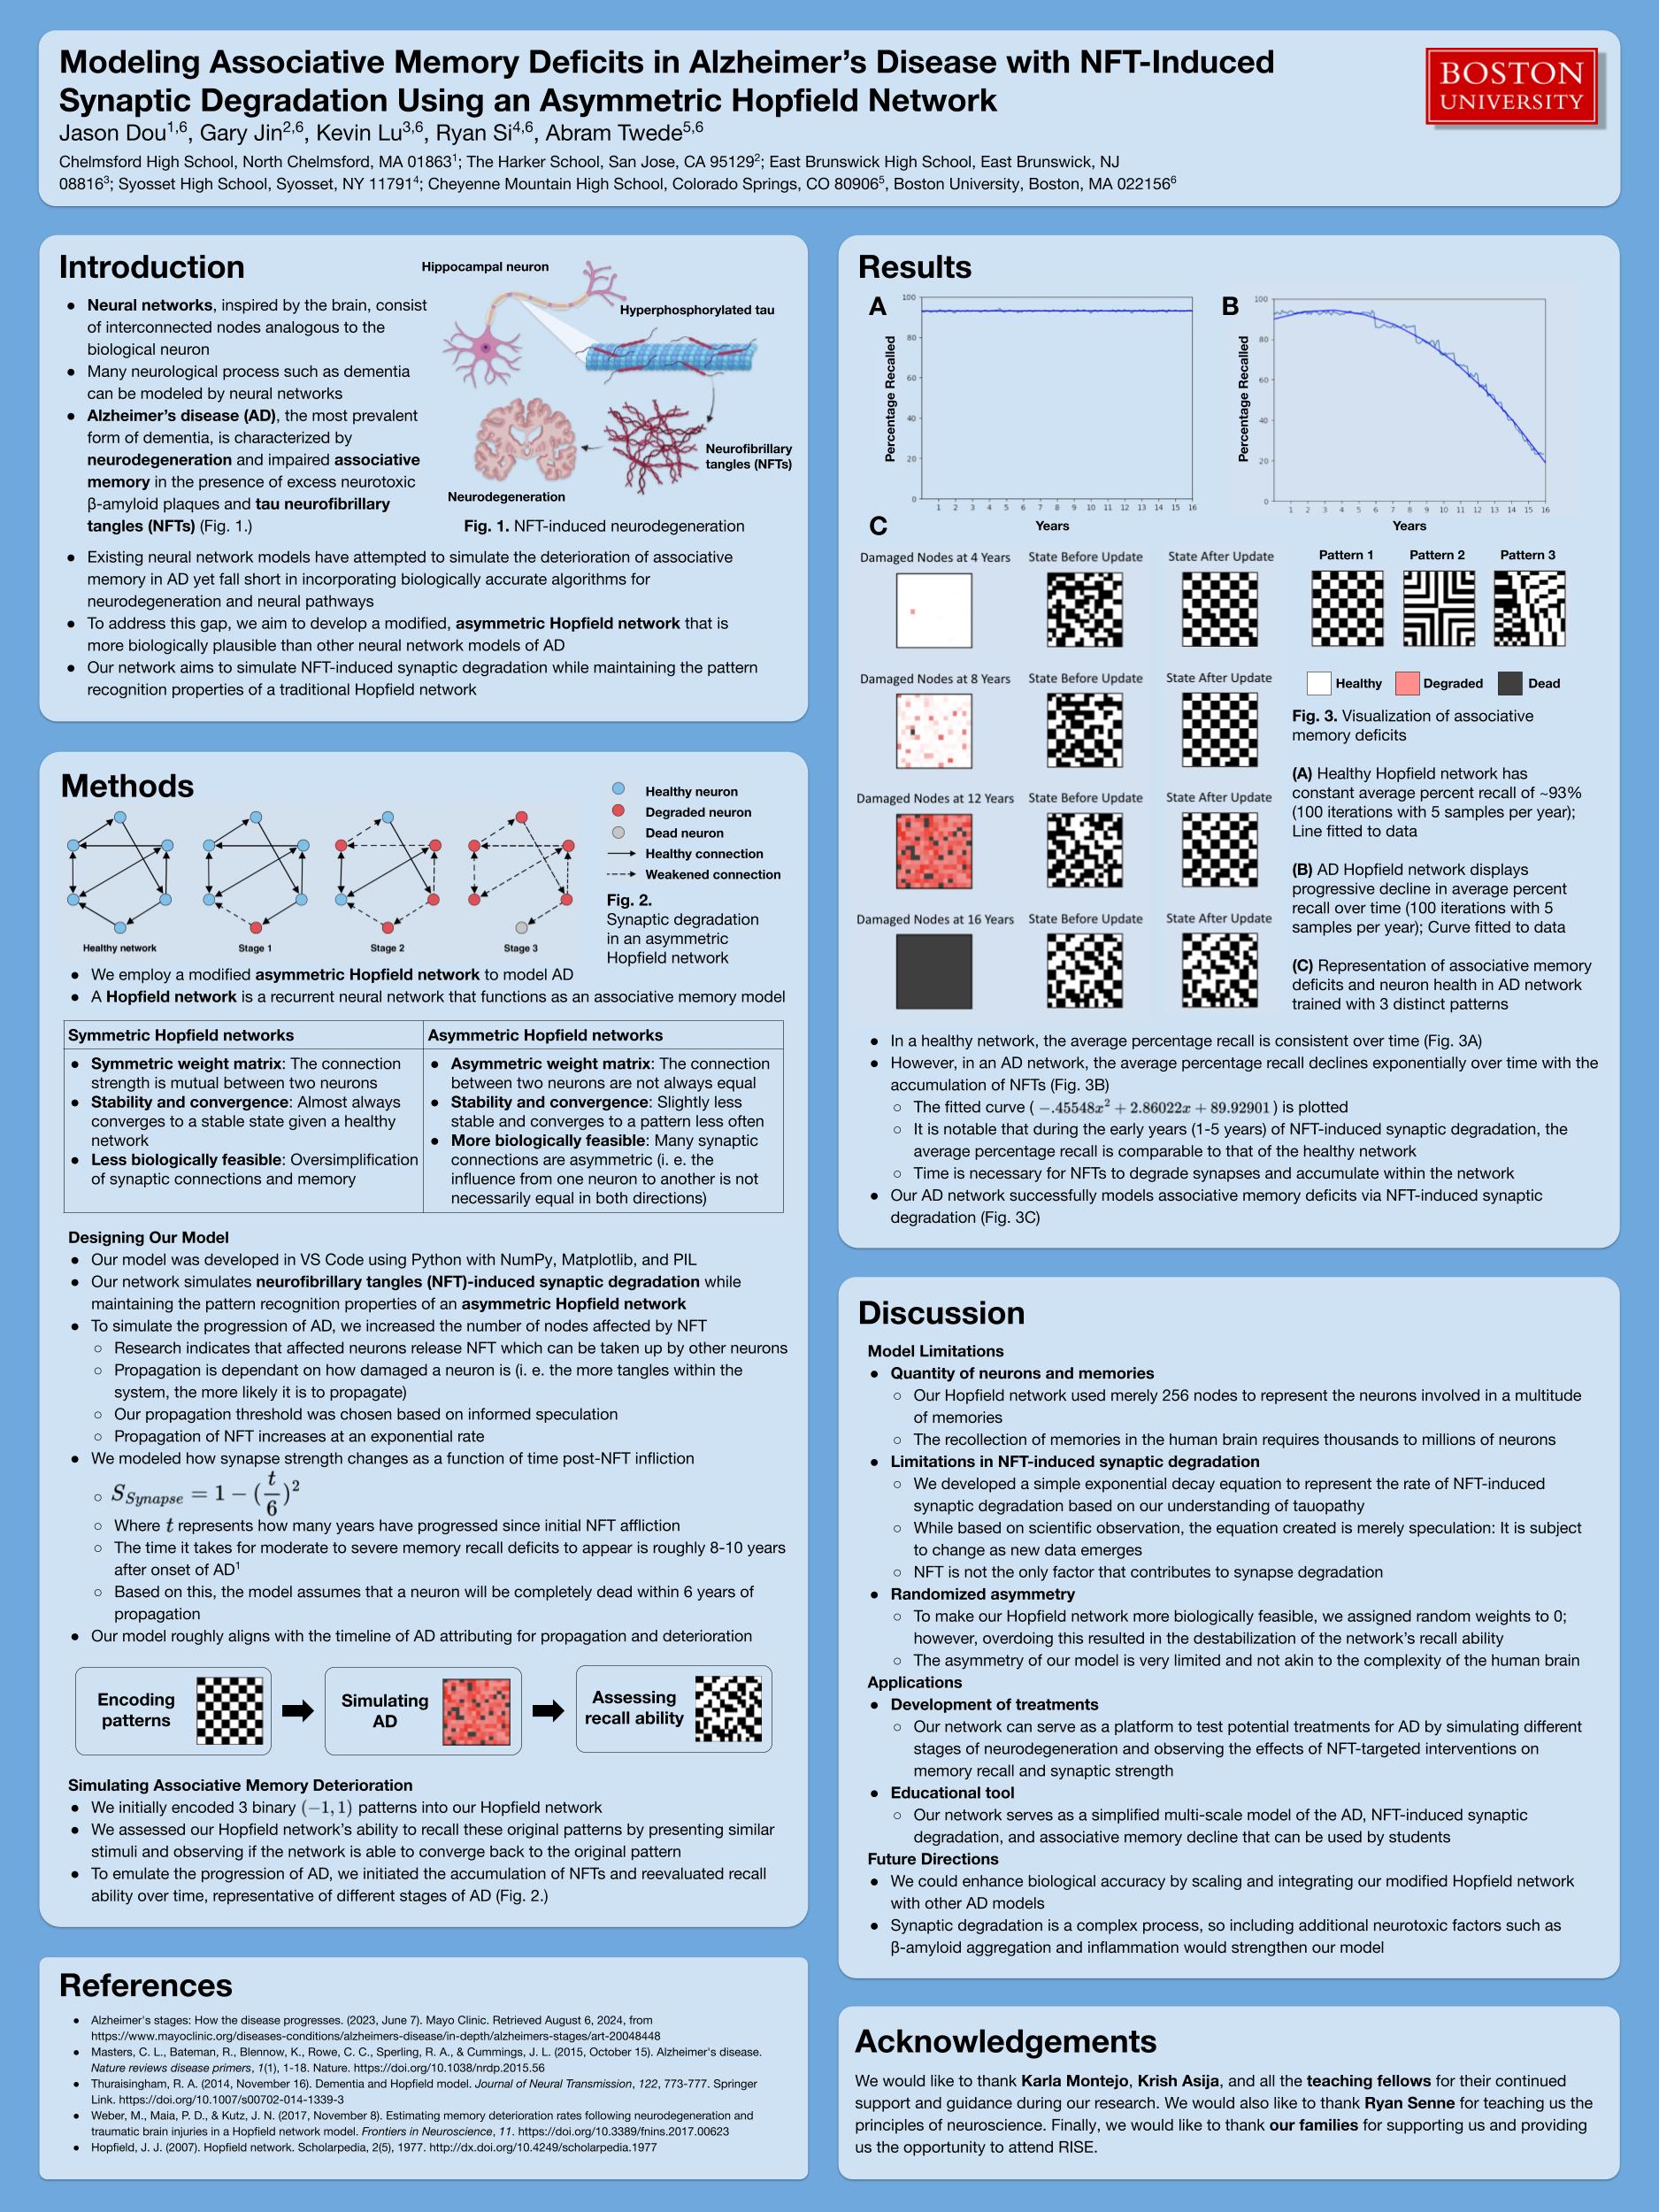 Modeling Associative Memory Deficits in Alzheimer's Disease with NFT-Induced
Synaptic Degradation Using an Asymmetric Hopfield Network
Jason Dou1,6, Gary Jin2,6, Kevin Lu3,6, Ryan Si4,6, Abram Twede5,6
Chelmsford High School, North Chelmsford, MA 018631; The Harker School, San Jose, CA 951292; East Brunswick High School, East Brunswick, NJ
088163; Syosset High School, Syosset, NY 117914; Cheyenne Mountain High School, Colorado Springs, CO 809065, Boston University, Boston, MA 0221566
BOSTON
UNIVERSITY
Introduction
● Neural networks, inspired by the brain, consist
of interconnected nodes analogous to the
biological neuron
● Many neurological process such as dementia
can be modeled by neural networks
● Alzheimer's disease (AD), the most prevalent
form of dementia, is characterized by
neurodegeneration and impaired associative
memory in the presence of excess neurotoxic
β-amyloid plaques and tau neurofibrillary
tangles (NFTs) (Fig. 1.)
Hippocampal neuron
Hyperphosphorylated tau
Neurofibrillary
tangles (NFTs)
Neurodegeneration
Fig. 1. NFT-induced neurodegeneration
● Existing neural network models have attempted to simulate the deterioration of associative
memory in AD yet fall short in incorporating biologically accurate algorithms for
neurodegeneration and neural pathways
● To address this gap, we aim to develop a modified, asymmetric Hopfield network that is
more biologically plausible than other neural network models of AD
● Our network aims to simulate NFT-induced synaptic degradation while maintaining the pattern
recognition properties of a traditional Hopfield network
Methods
Healthy neuron
Degraded neuron
Dead neuron
Healthy connection
Weakened connection
Healthy network
Stage 1
Stage 2
Stage 3
Fig. 2.
Synaptic degradation
in an asymmetric
Hopfield network
● We employ a modified asymmetric Hopfield network to model AD
● A Hopfield network is a recurrent neural network that functions as an associative memory model
Symmetric Hopfield networks
● Symmetric weight matrix: The connection
strength is mutual between two neurons
● Stability and convergence: Almost always
converges to a stable state given a healthy
network
● Less biologically feasible: Oversimplification
of synaptic connections and memory
Asymmetric Hopfield networks
● Asymmetric weight matrix: The connection
between two neurons are not always equal
● Stability and convergence: Slightly less
stable and converges to a pattern less often
● More biologically feasible: Many synaptic
connections are asymmetric (i. e. the
influence from one neuron to another is not
necessarily equal in both directions)
Designing Our Model
● Our model was developed in VS Code using Python with NumPy, Matplotlib, and PIL
● Our network simulates neurofibrillary tangles (NFT)-induced synaptic degradation while
maintaining the pattern recognition properties of an asymmetric Hopfield network
● To simulate the progression of AD, we increased the number of nodes affected by NFT
○ Research indicates that affected neurons release NFT which can be taken up by other neurons
○ Propagation is dependant on how damaged a neuron is (i. e. the more tangles within the
system, the more likely it is to propagate)
○ Our propagation threshold was chosen based on informed speculation
○ Propagation of NFT increases at an exponential rate
● We modeled how synapse strength changes as a function of time post-NFT infliction
○ S_Synapse = 1 − (t/6)^2
○ Where t represents how many years have progressed since initial NFT affliction
○ The time it takes for moderate to severe memory recall deficits to appear is roughly 8-10 years
after onset of AD1
○ Based on this, the model assumes that a neuron will be completely dead within 6 years of
propagation
● Our model roughly aligns with the timeline of AD attributing for propagation and deterioration
Encoding
patterns
Simulating
AD
Assessing
recall ability
Simulating Associative Memory Deterioration
● We initially encoded 3 binary (−1, 1) patterns into our Hopfield network
● We assessed our Hopfield network's ability to recall these original patterns by presenting similar
stimuli and observing if the network is able to converge back to the original pattern
● To emulate the progression of AD, we initiated the accumulation of NFTs and reevaluated recall
ability over time, representative of different stages of AD (Fig. 2.)
References
● Alzheimer's stages: How the disease progresses. (2023, June 7). Mayo Clinic. Retrieved August 6, 2024, from
https://www.mayoclinic.org/diseases-conditions/alzheimers-disease/in-depth/alzheimers-stages/art-20048448
● Masters, C. L., Bateman, R., Blennow, K., Rowe, C. C., Sperling, R. A., & Cummings, J. L. (2015, October 15). Alzheimer's disease.
Nature reviews disease primers, 1(1), 1-18. Nature. https://doi.org/10.1038/nrdp.2015.56
● Thuraisingham, R. A. (2014, November 16). Dementia and Hopfield model. Journal of Neural Transmission, 122, 773-777. Springer
Link. https://doi.org/10.1007/s00702-014-1339-3
● Weber, M., Maia, P. D., & Kutz, J. N. (2017, November 8). Estimating memory deterioration rates following neurodegeneration and
traumatic brain injuries in a Hopfield network model. Frontiers in Neuroscience, 11. https://doi.org/10.3389/fnins.2017.00623
● Hopfield, J. J. (2007). Hopfield network. Scholarpedia, 2(5), 1977. http://dx.doi.org/10.4249/scholarpedia.1977
Results
A
Percentage Recalled
100
80
60
40
20
0
1 2 3 4 5 6 7 8 9 10 11 12 13 14 15 16
Years
B
Percentage Recalled
100
80
60
40
20
0
1 2 3 4 5 6 7 8 9 10 11 12 13 14 15 16
Years
C
Damaged Nodes at 4 Years State Before Update State After Update
Damaged Nodes at 8 Years State Before Update State After Update
Damaged Nodes at 12 Years State Before Update State After Update
Damaged Nodes at 16 Years State Before Update State After Update
Pattern 1 Pattern 2 Pattern 3
Healthy Degraded Dead
Fig. 3. Visualization of associative
memory deficits
(A) Healthy Hopfield network has
constant average percent recall of ~93%
(100 iterations with 5 samples per year);
Line fitted to data
(B) AD Hopfield network displays
progressive decline in average percent
recall over time (100 iterations with 5
samples per year); Curve fitted to data
(C) Representation of associative memory
deficits and neuron health in AD network
trained with 3 distinct patterns
● In a healthy network, the average percentage recall is consistent over time (Fig. 3A)
● However, in an AD network, the average percentage recall declines exponentially over time with the
accumulation of NFTs (Fig. 3B)
○ The fitted curve ( −.45548x² + 2.86022x + 89.92901 ) is plotted
○ It is notable that during the early years (1-5 years) of NFT-induced synaptic degradation, the
average percentage recall is comparable to that of the healthy network
○ Time is necessary for NFTs to degrade synapses and accumulate within the network
● Our AD network successfully models associative memory deficits via NFT-induced synaptic
degradation (Fig. 3C)
Discussion
Model Limitations
● Quantity of neurons and memories
○ Our Hopfield network used merely 256 nodes to represent the neurons involved in a multitude
of memories
○ The recollection of memories in the human brain requires thousands to millions of neurons
● Limitations in NFT-induced synaptic degradation
○ We developed a simple exponential decay equation to represent the rate of NFT-induced
synaptic degradation based on our understanding of tauopathy
○ While based on scientific observation, the equation created is merely speculation: It is subject
to change as new data emerges
○ NFT is not the only factor that contributes to synapse degradation
● Randomized asymmetry
○ To make our Hopfield network more biologically feasible, we assigned random weights to 0;
however, overdoing this resulted in the destabilization of the network's recall ability
○ The asymmetry of our model is very limited and not akin to the complexity of the human brain
Applications
● Development of treatments
○ Our network can serve as a platform to test potential treatments for AD by simulating different
stages of neurodegeneration and observing the effects of NFT-targeted interventions on
memory recall and synaptic strength
● Educational tool
○ Our network serves as a simplified multi-scale model of the AD, NFT-induced synaptic
degradation, and associative memory decline that can be used by students
Future Directions
● We could enhance biological accuracy by scaling and integrating our modified Hopfield network
with other AD models
● Synaptic degradation is a complex process, so including additional neurotoxic factors such as
β-amyloid aggregation and inflammation would strengthen our model
Acknowledgements
We would like to thank Karla Montejo, Krish Asija, and all the teaching fellows for their continued
support and guidance during our research. We would also like to thank Ryan Senne for teaching us the
principles of neuroscience. Finally, we would like to thank our families for supporting us and providing
us the opportunity to attend RISE.